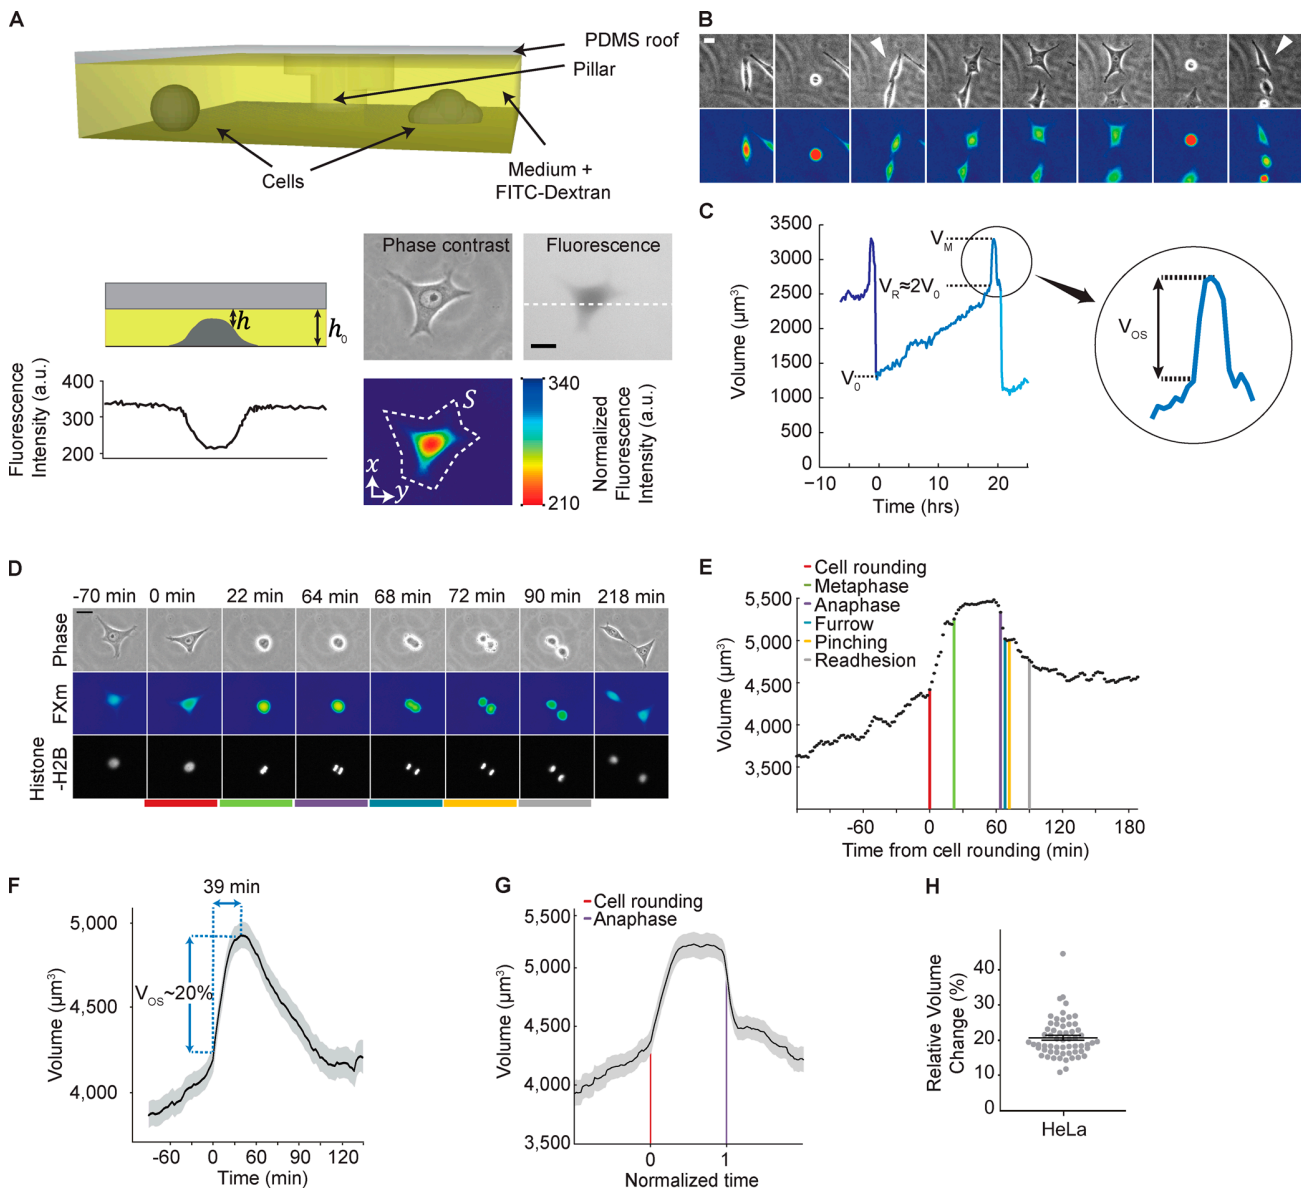 A
PDMS roof
Pillar
Medium +
FITC-Dextran
Cells
Phase contrast
Fluorescence
h
h0
Fluorescence
Intensity (a.u.)
400
300
200
S
x
y
340
210
Normalized
Fluorescence
Intensity (a.u.)
B
C
3500
3000
2500
2000
1500
1000
500
0
Volume (µm³)
−10
0
10
20
Time (hrs)
VM
VR≈2V0
V0
VOS
D
-70 min
0 min
22 min
64 min
68 min
72 min
90 min
218 min
Phase
FXm
Histone
-H2B
E
Cell rounding
Metaphase
Anaphase
Furrow
Pinching
Readhesion
5,500
5,000
4,500
4,000
3,500
Volume (µm³)
-60
0
60
120
180
Time from cell rounding (min)
F
39 min
5,000
4,500
4,000
Volume (µm³)
VOS~20%
-60
0
60
120
Time (min)
G
Cell rounding
Anaphase
5,500
5,000
4,500
4,000
3,500
Volume (µm³)
0
1
Normalized time
H
40
30
20
10
0
Relative Volume
Change (%)
HeLa